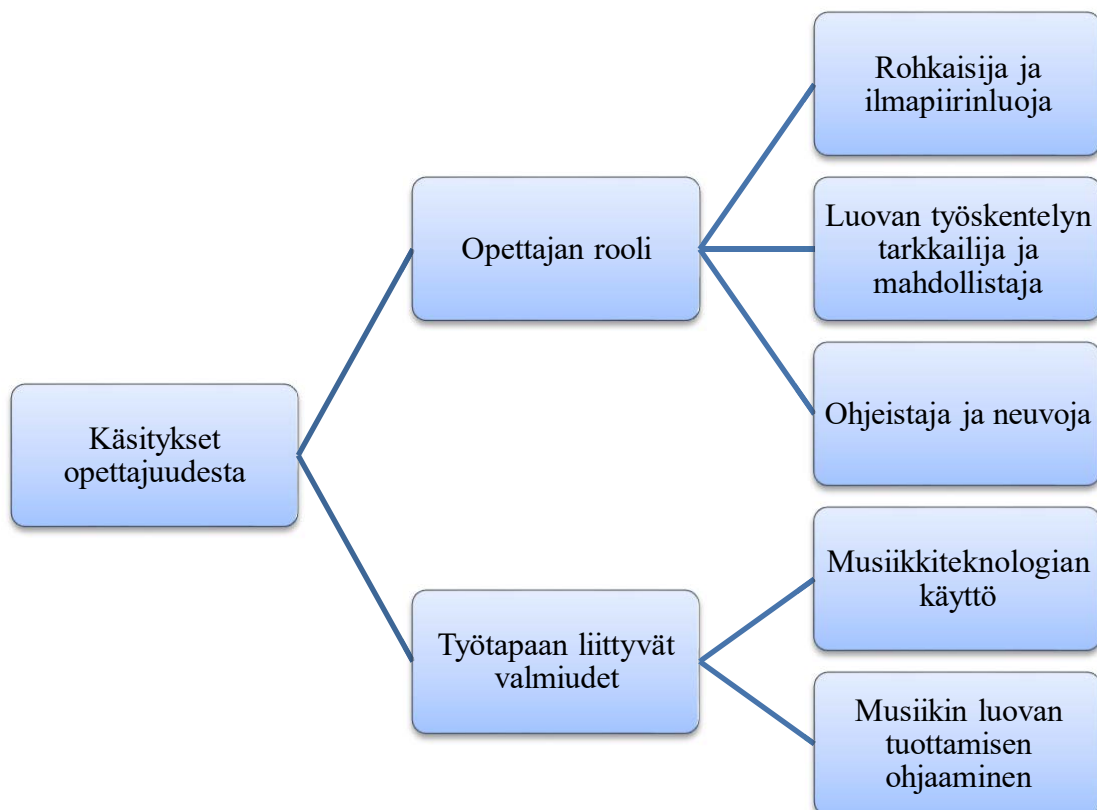 Rohkaisija ja
ilmapiirinluoja
Opettajan rooli
Luovan työskentelyn
tarkkailija ja
mahdollistaja
Ohjeistaja ja neuvoja
Käsitykset
opettajuudesta
Musiikkiteknologian
käyttö
Työtapaan liittyvät
valmiudet
Musiikin luovan
tuottamisen
ohjaaminen